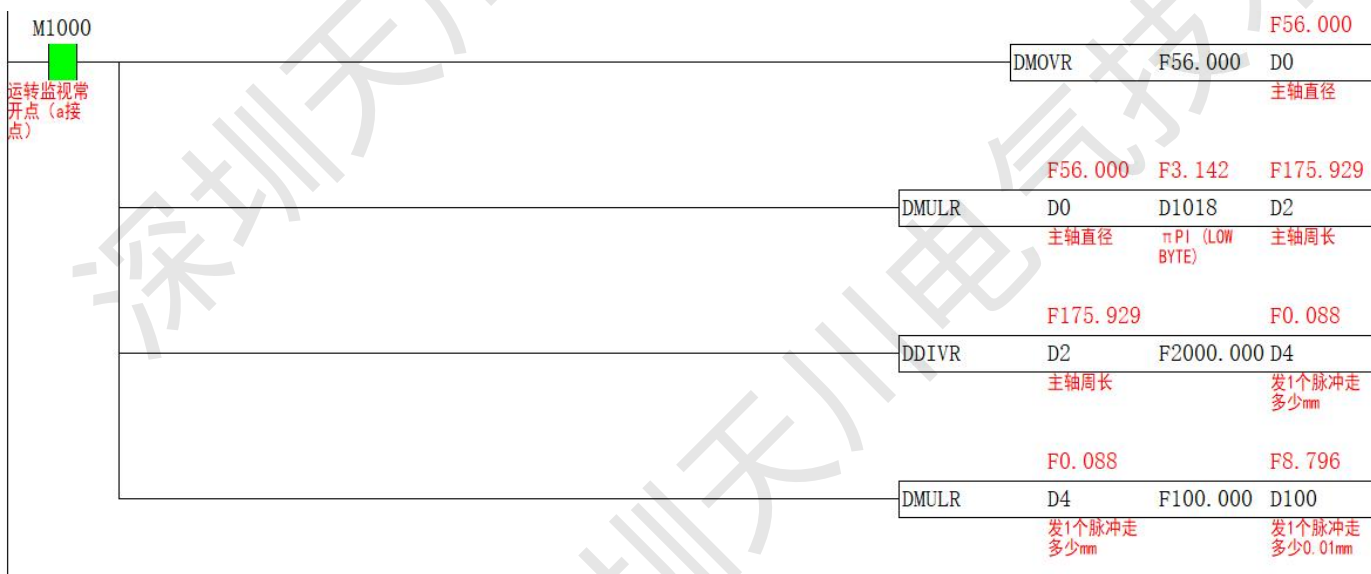 M1000
运转监视常
开点（a接
点）
F56.000
DMOVR F56.000 D0
主轴直径
F56.000 F3.142 F175.929
DMULR D0 D1018 D2
主轴直径 πPI (LOW 主轴周长
BYTE)
F175.929 F0.088
DDIVR D2 F2000.000 D4
主轴周长 发1个脉冲走
多少mm
F0.088 F8.796
DMULR D4 F100.000 D100
发1个脉冲走 发1个脉冲走
多少mm 多少0.01mm
深圳天川电气技